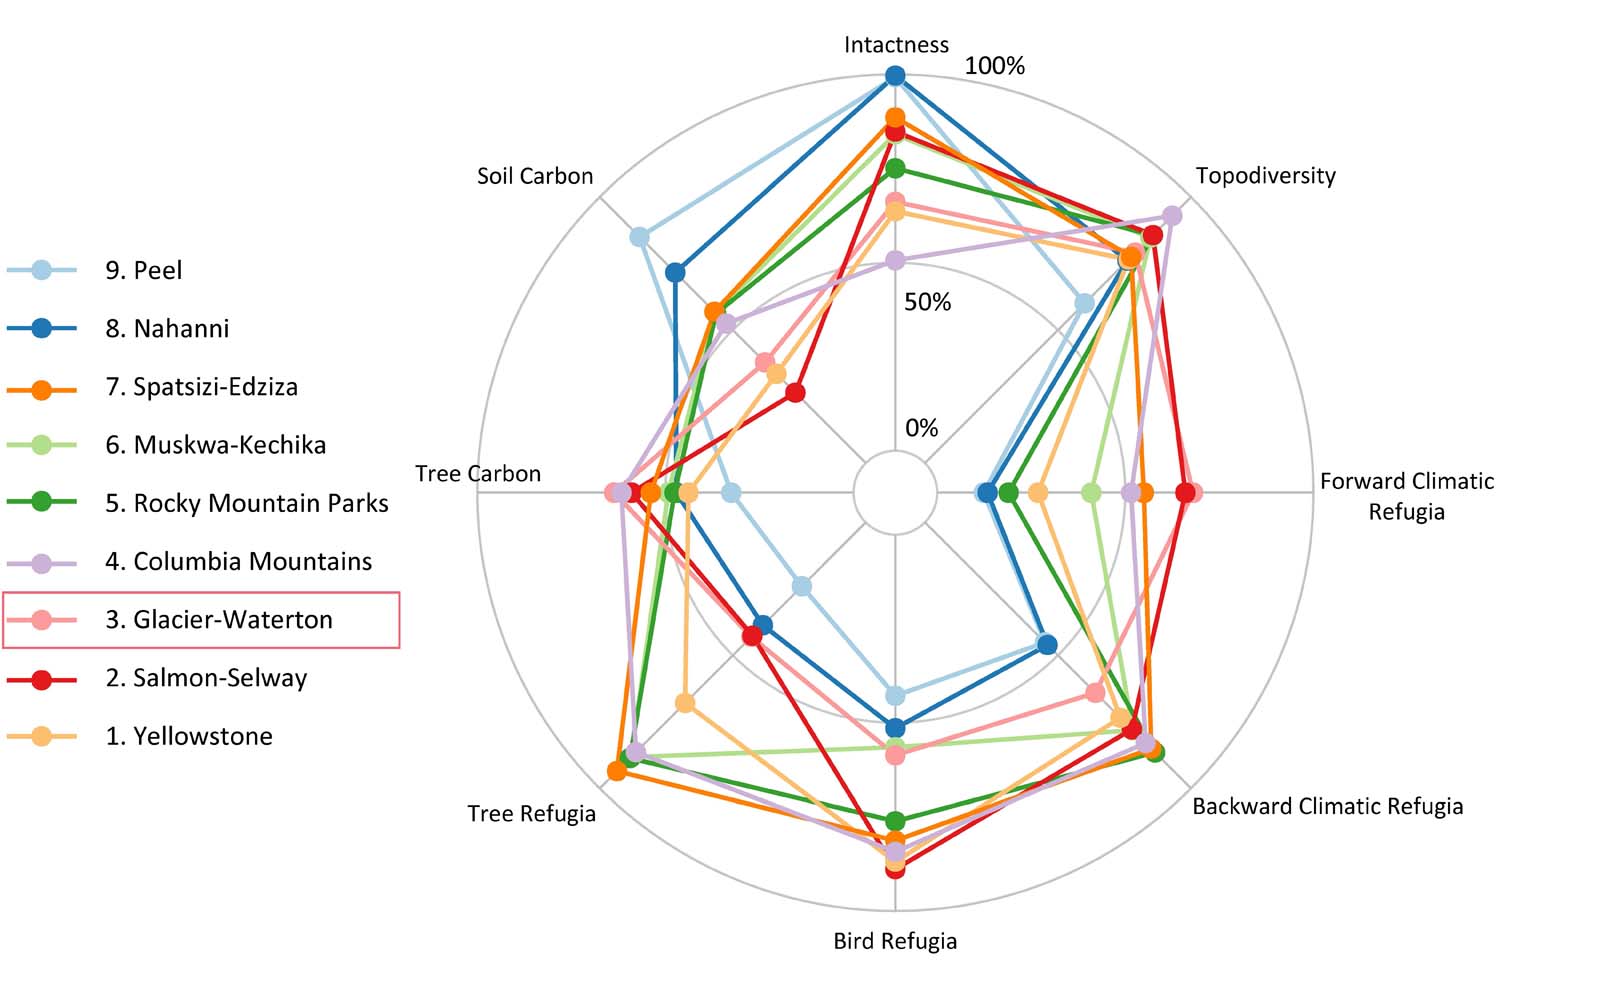 Intactness
100%
Soil Carbon
Topodiversity
9. Peel
50%
8. Nahanni
7. Spatsizi-Edziza
0%
6. Muskwa-Kechika
Tree Carbon
Forward Climatic
Refugia
5. Rocky Mountain Parks
4. Columbia Mountains
3. Glacier-Waterton
2. Salmon-Selway
1. Yellowstone
Tree Refugia
Backward Climatic Refugia
Bird Refugia